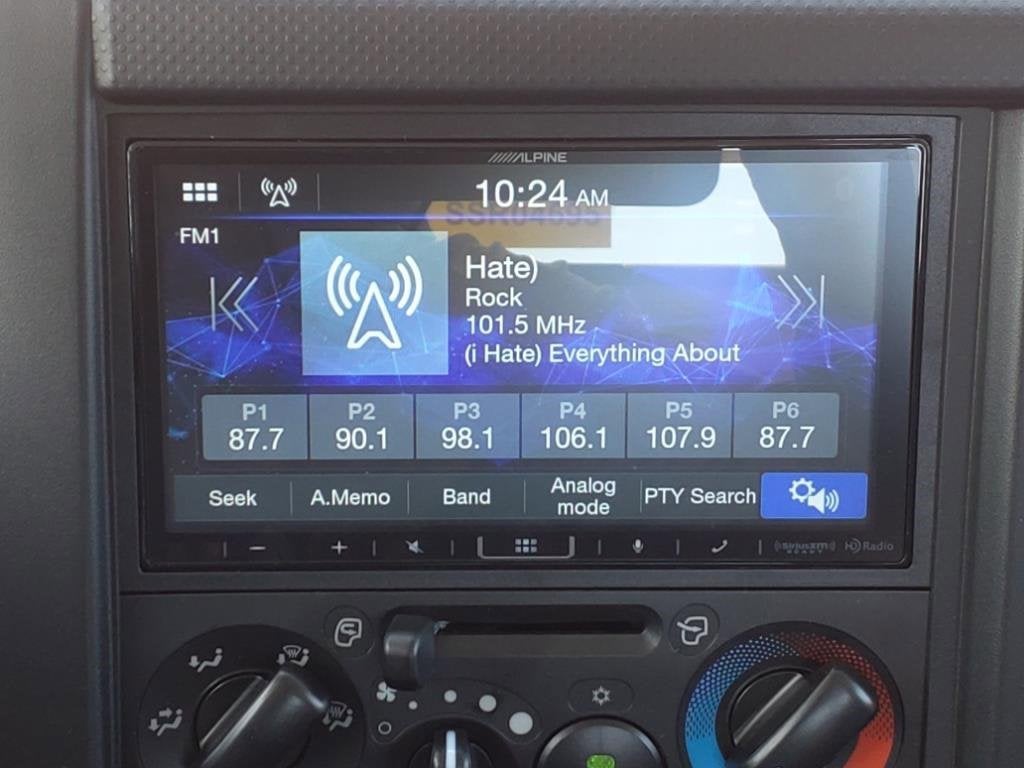 ALPINE
10:24 AM
FM1
Hate)
Rock
101.5 MHz
(i Hate) Everything About
P1 P2 P3 P4 P5 P6
87.7 90.1 98.1 106.1 107.9 87.7
Seek A.Memo Band Analog mode PTY Search
siriusxm HD Radio
READY